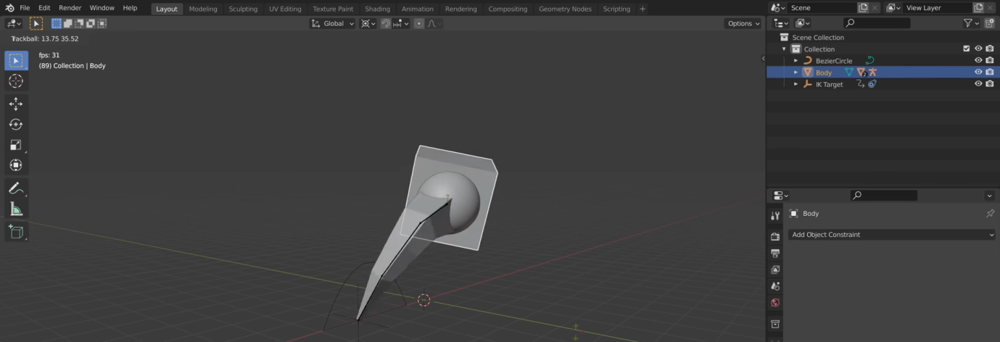 File Edit Render Window Help Layout Modeling Sculpting UV Editing Texture Paint Shading Animation Rendering Compositing Geometry Nodes Scripting + Scene View Layer
Global Options
Trackball: 13.75 35.52
fps: 31
(89) Collection | Body
Scene Collection
Collection
BezierCircle
Body 2
IK Target
Body
Add Object Constraint